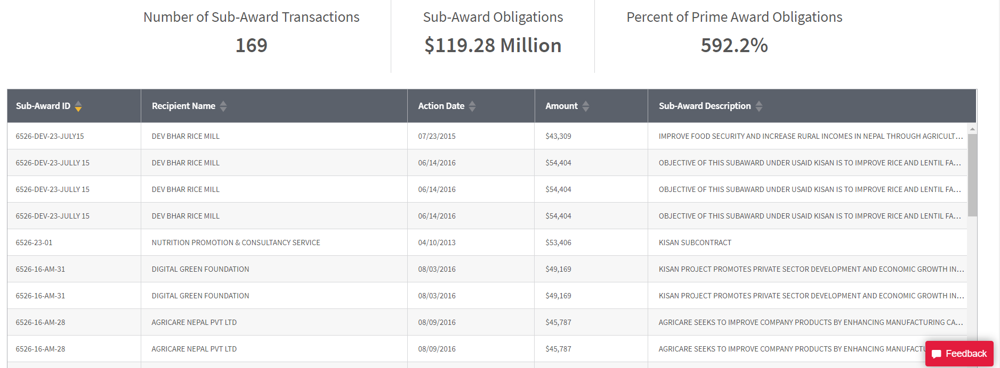 Number of Sub-Award Transactions Sub-Award Obligations Percent of Prime Award Obligations
169 $119.28 Million 592.2%
Sub-Award ID Recipient Name Action Date Amount Sub-Award Description
6526-DEV-23-JULY15 DEV BHAR RICE MILL 07/23/2015 $43,309 IMPROVE FOOD SECURITY AND INCREASE RURAL INCOMES IN NEPAL THROUGH AGRICULT...
6526-DEV-23-JULLY 15 DEV BHAR RICE MILL 06/14/2016 $54,404 OBJECTIVE OF THIS SUBAWARD UNDER USAID KISAN IS TO IMPROVE RICE AND LENTIL FA...
6526-DEV-23-JULLY 15 DEV BHAR RICE MILL 06/14/2016 $54,404 OBJECTIVE OF THIS SUBAWARD UNDER USAID KISAN IS TO IMPROVE RICE AND LENTIL FA...
6526-DEV-23-JULLY 15 DEV BHAR RICE MILL 06/14/2016 $54,404 OBJECTIVE OF THIS SUBAWARD UNDER USAID KISAN IS TO IMPROVE RICE AND LENTIL FA...
6526-23-01 NUTRITION PROMOTION & CONSULTANCY SERVICE 04/10/2013 $53,406 KISAN SUBCONTRACT
6526-16-AM-31 DIGITAL GREEN FOUNDATION 08/03/2016 $49,169 KISAN PROJECT PROMOTES PRIVATE SECTOR DEVELOPMENT AND ECONOMIC GROWTH IN...
6526-16-AM-31 DIGITAL GREEN FOUNDATION 08/03/2016 $49,169 KISAN PROJECT PROMOTES PRIVATE SECTOR DEVELOPMENT AND ECONOMIC GROWTH IN...
6526-16-AM-28 AGRICARE NEPAL PVT LTD 08/09/2016 $45,787 AGRICARE SEEKS TO IMPROVE COMPANY PRODUCTS BY ENHANCING MANUFACTURING CA...
6526-16-AM-28 AGRICARE NEPAL PVT LTD 08/09/2016 $45,787 AGRICARE SEEKS TO IMPROVE COMPANY PRODUCTS BY ENHANCING
Feedback